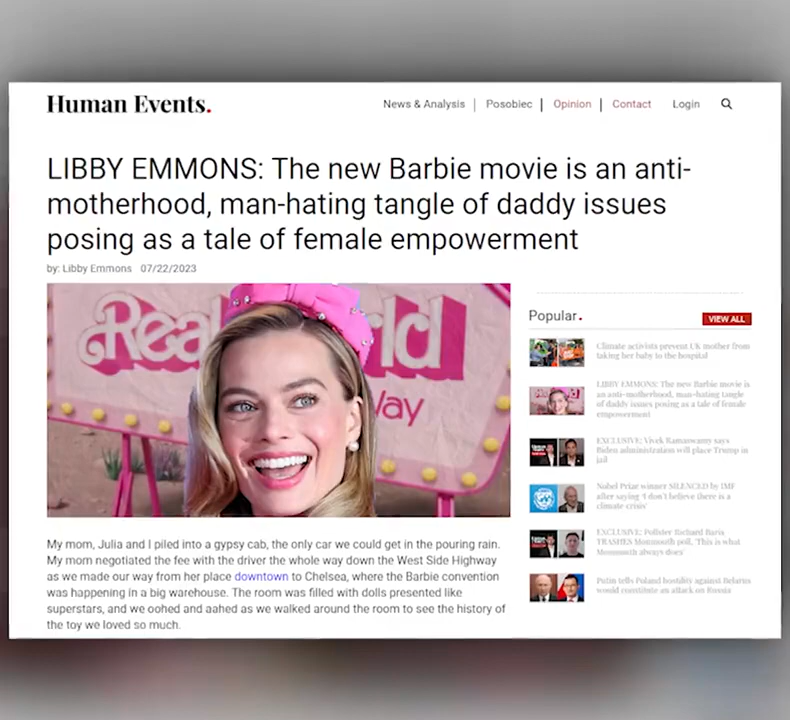 Human Events.
News & Analysis | Posobiec | Opinion | Contact Login
LIBBY EMMONS: The new Barbie movie is an anti-
motherhood, man-hating tangle of daddy issues
posing as a tale of female empowerment
by: Libby Emmons 07/22/2023
Real
ld
Way
Popular.
VIEW ALL
Climate activists prevent UK mother from
taking her baby to the hospital
LIBBY EMMONS: The new Barbie movie is
an anti-motherhood, man-hating tangle
of daddy issues posing as a tale of female
empowerment
EXCLUSIVE: Vivek Ramaswamy says
Biden administration will place Trump in
jail
Nobel Prize winner SILENCED by IMF
after saying 'I don't believe there is a
climate crisis'
EXCLUSIVE: Pollster Richard Baris
TRASHES Monmouth poll, 'This is what
Monmouth always does'
Putin tells Poland hostility against Belarus
would constitute an attack on Russia
My mom, Julia and I piled into a gypsy cab, the only car we could get in the pouring rain.
My mom negotiated the fee with the driver the whole way down the West Side Highway
as we made our way from her place downtown to Chelsea, where the Barbie convention
was happening in a big warehouse. The room was filled with dolls presented like
superstars, and we oohed and aahed as we walked around the room to see the history of
the toy we loved so much.